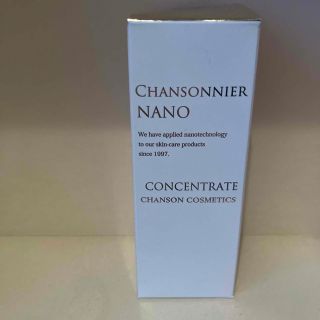 CHANSONNIER
NANO
We have applied nanotechnology
to our skin-care products
since 1997.
CONCENTRATE
CHANSON COSMETICS